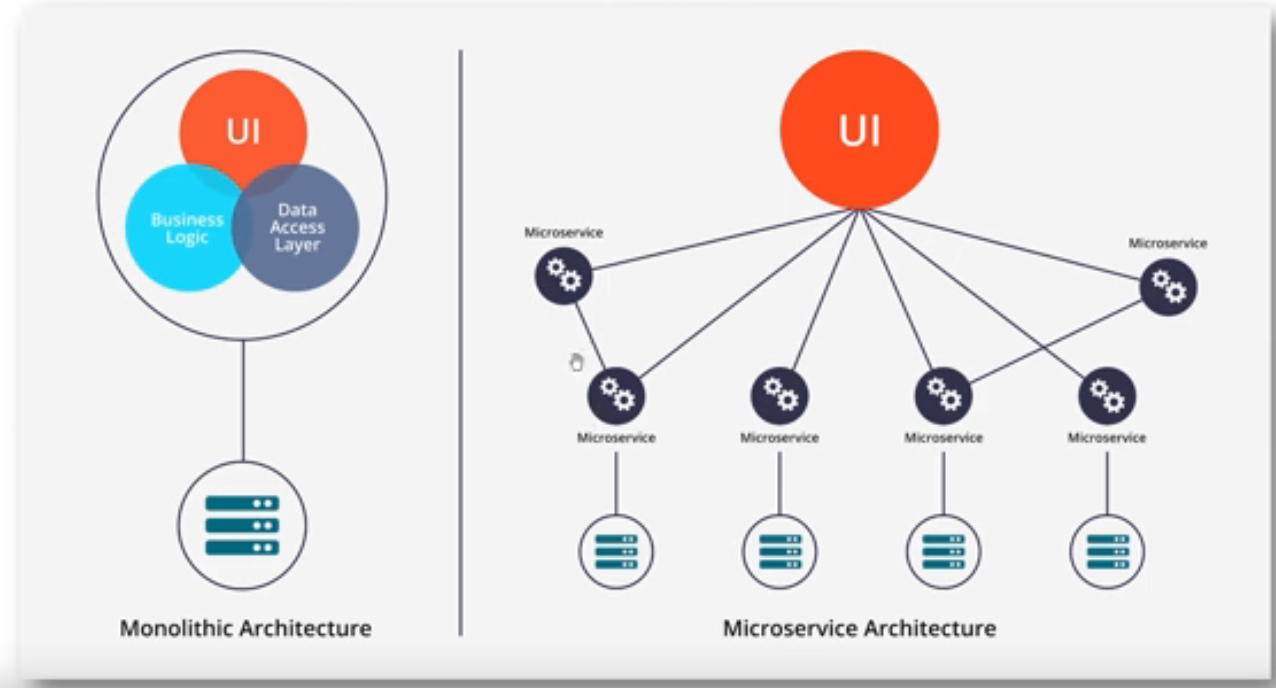 UI
Business
Logic
Data
Access
Layer
Monolithic Architecture
UI
Microservice
Microservice
Microservice
Microservice
Microservice
Microservice
Microservice Architecture